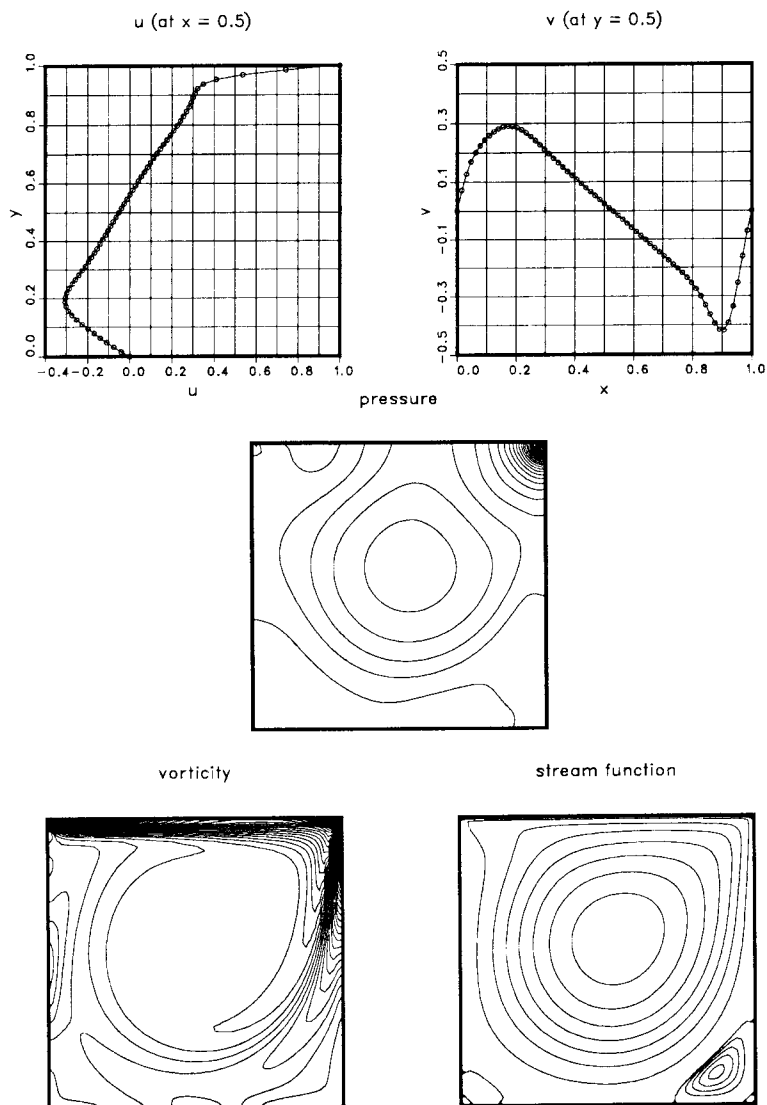 u (at x = 0.5)
v (at y = 0.5)
y
0.0 0.2 0.4 0.6 0.8 1.0
-0.4 -0.2 0.0 0.2 0.4 0.6 0.8 1.0
u
v
-0.5 -0.3 -0.1 0.1 0.3 0.5
0.0 0.2 0.4 0.6 0.8 1.0
x
pressure
vorticity
stream function